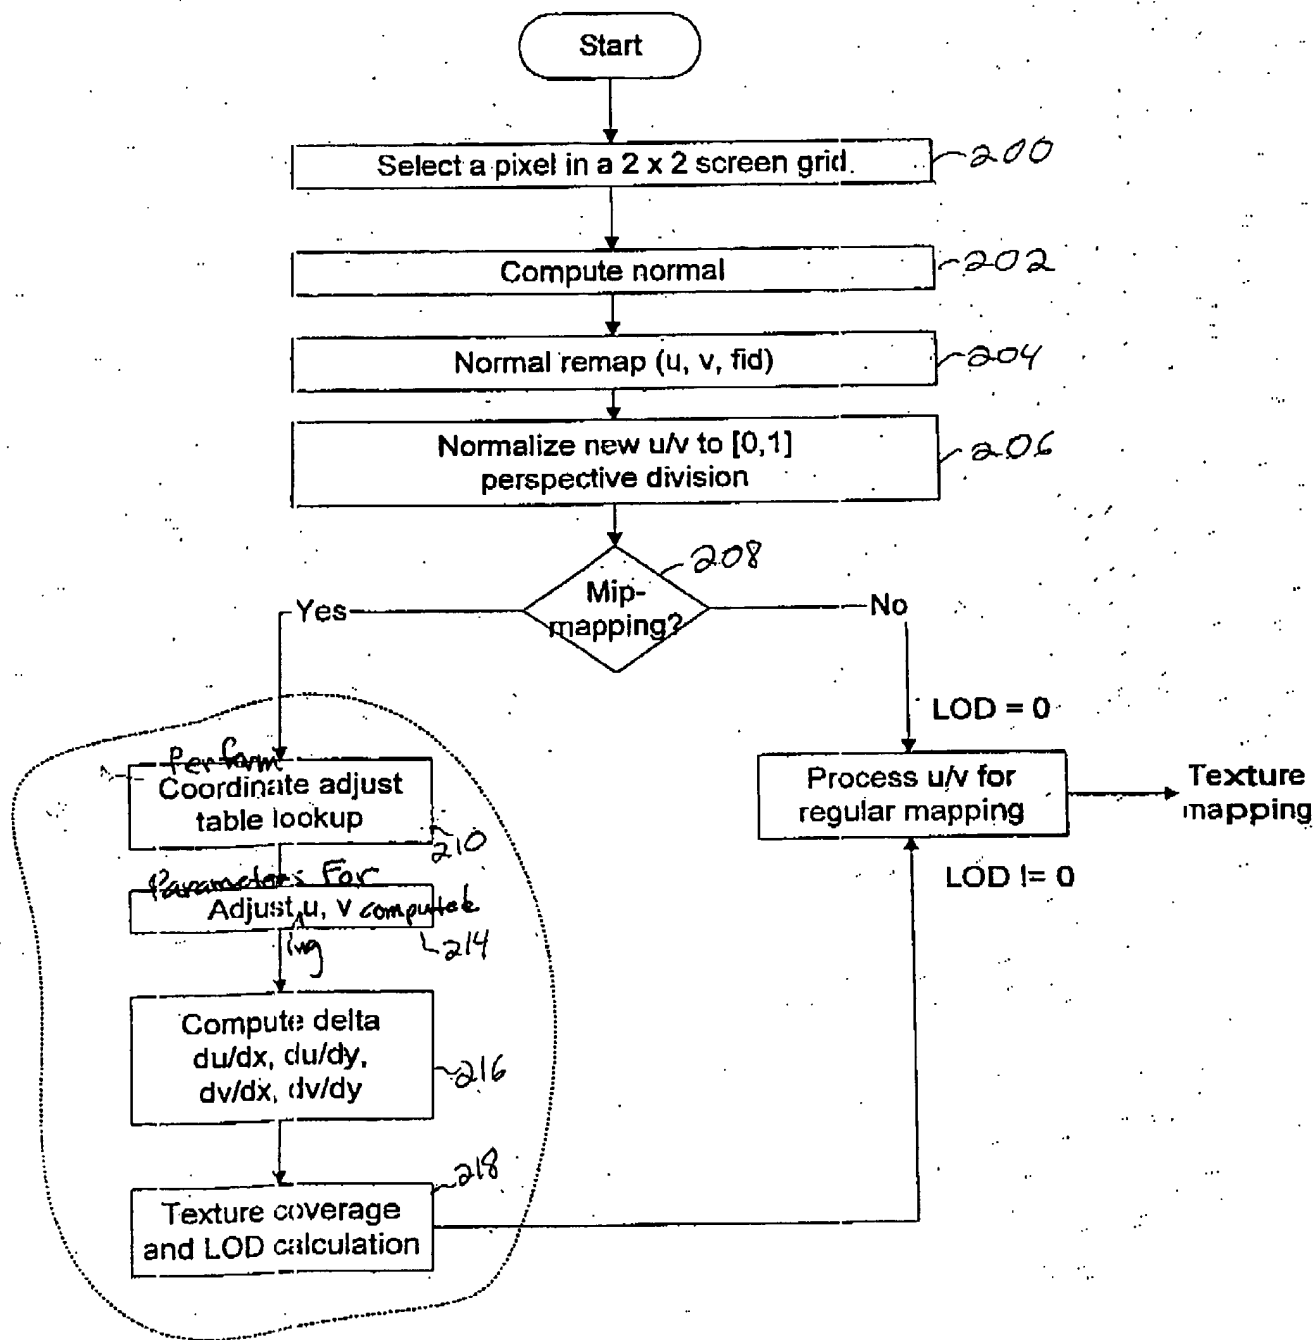 Start
Select a pixel in a 2 x 2 screen grid.
200
Compute normal
202
Normal remap (u, v, fid)
204
Normalize new u/v to [0,1]
perspective division
206
Mip-
mapping?
208
Yes
No
LOD = 0
Perform
Coordinate adjust
table lookup
210
Process u/v for
regular mapping
Texture
mapping
LOD != 0
Parameters For
Adjust u, v computed
ing
214
Compute delta
du/dx, du/dy,
dv/dx, dv/dy
216
Texture coverage
and LOD calculation
218